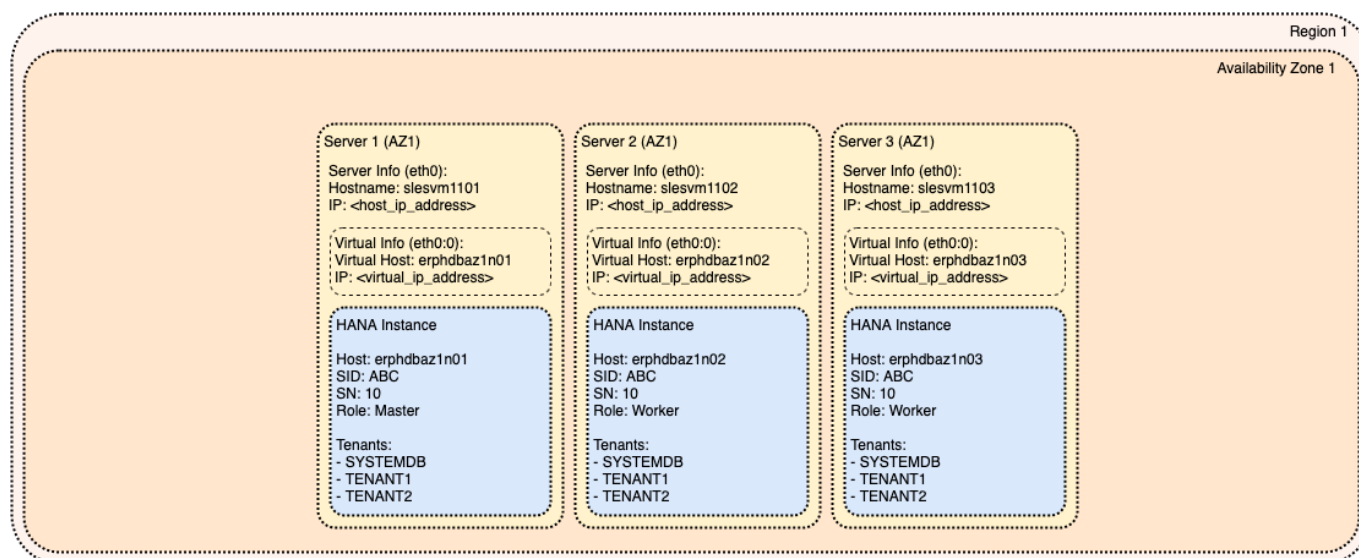 Region 1
Availability Zone 1
Server 1 (AZ1)
Server Info (eth0):
Hostname: slesvm1101
IP: <host_ip_address>
Virtual Info (eth0:0):
Virtual Host: erphdbaz1n01
IP: <virtual_ip_address>
HANA Instance
Host: erphdbaz1n01
SID: ABC
SN: 10
Role: Master
Tenants:
- SYSTEMDB
- TENANT1
- TENANT2
Server 2 (AZ1)
Server Info (eth0):
Hostname: slesvm1102
IP: <host_ip_address>
Virtual Info (eth0:0):
Virtual Host: erphdbaz1n02
IP: <virtual_ip_address>
HANA Instance
Host: erphdbaz1n02
SID: ABC
SN: 10
Role: Worker
Tenants:
- SYSTEMDB
- TENANT1
- TENANT2
Server 3 (AZ1)
Server Info (eth0):
Hostname: slesvm1103
IP: <host_ip_address>
Virtual Info (eth0:0):
Virtual Host: erphdbaz1n03
IP: <virtual_ip_address>
HANA Instance
Host: erphdbaz1n03
SID: ABC
SN: 10
Role: Worker
Tenants:
- SYSTEMDB
- TENANT1
- TENANT2